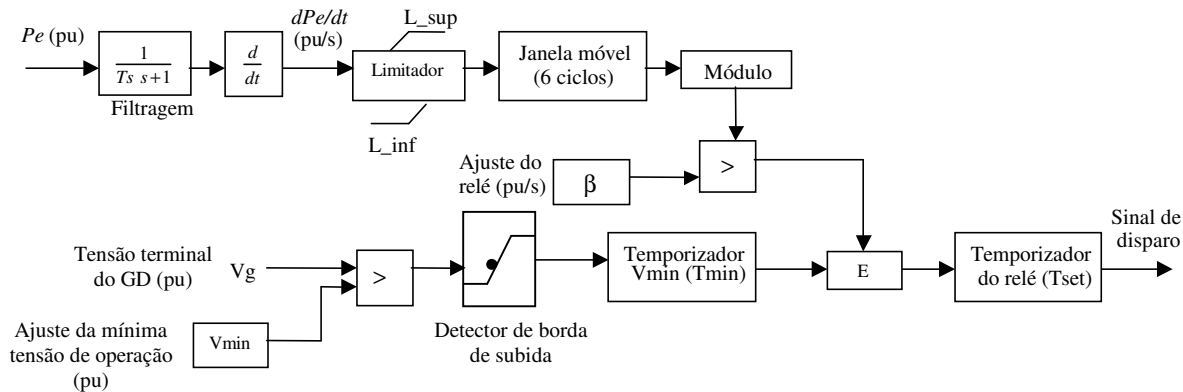 Pe (pu)
1
Ts s+1
Filtragem
d
dt
dPe/dt
(pu/s)
L_sup
Limitador
L_inf
Janela móvel
(6 ciclos)
Módulo
Ajuste do
relé (pu/s)
β
>
Tensão terminal
do GD (pu)
Vg
>
Ajuste da mínima
tensão de operação
(pu)
Vmin
Detector de borda
de subida
Temporizador
Vmin (Tmin)
E
Temporizador
do relé (Tset)
Sinal de
disparo